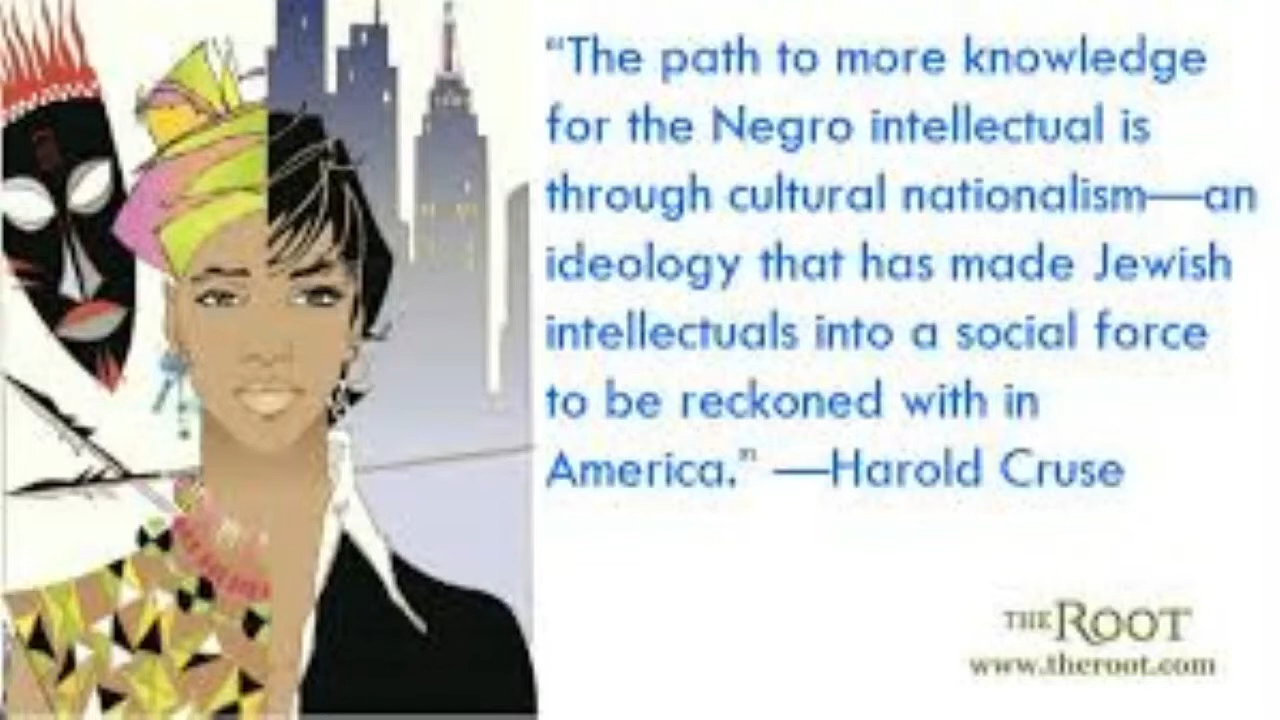 “The path to more knowledge
for the Negro intellectual is
through cultural nationalism—an
ideology that has made Jewish
intellectuals into a social force
to be reckoned with in
America.” —Harold Cruse
THE ROOT
www.theroot.com